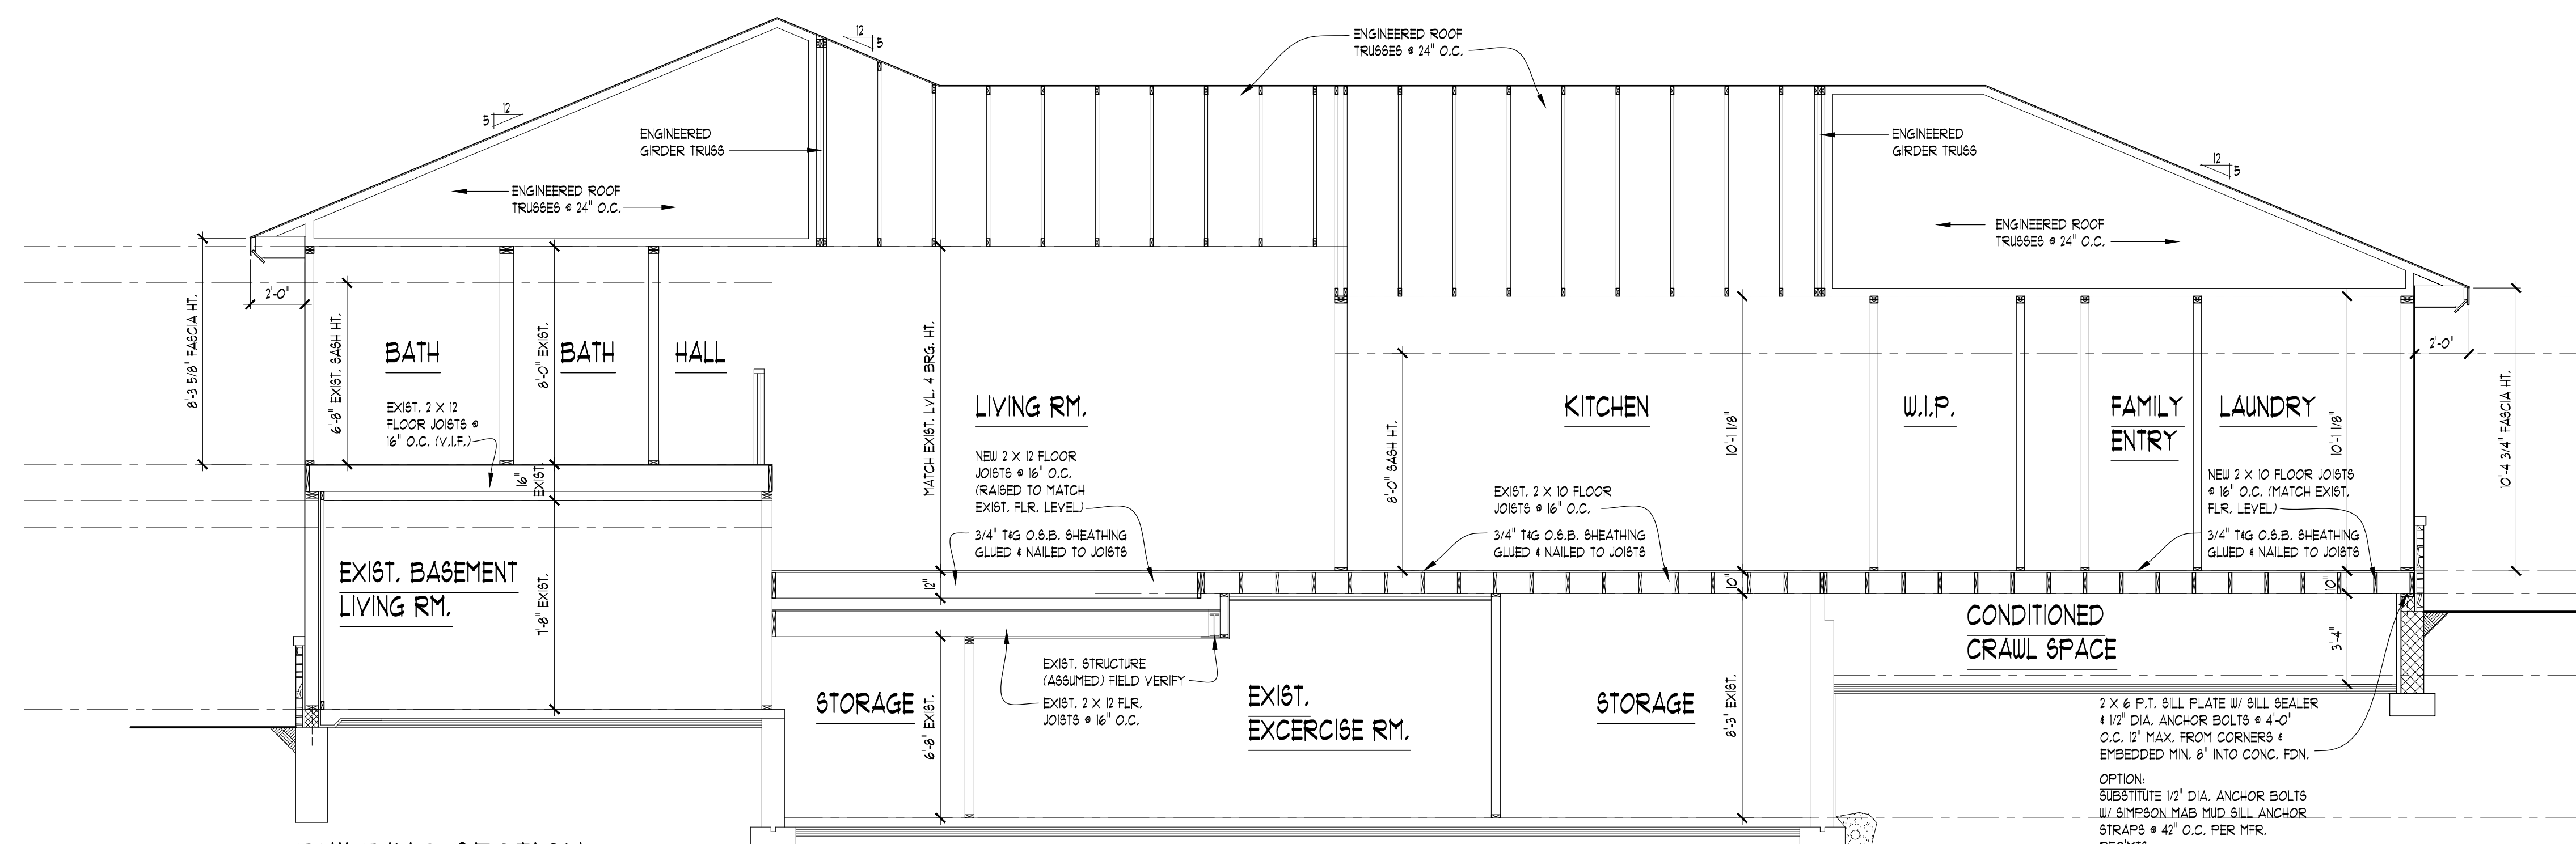 12
5
ENGINEERED ROOF
TRUSSES @ 24" O.C.
12
5
ENGINEERED
GIRDER TRUSS
ENGINEERED
GIRDER TRUSS
12
5
ENGINEERED ROOF
TRUSSES @ 24" O.C.
ENGINEERED ROOF
TRUSSES @ 24" O.C.
2'-0"
2'-0"
8'-3 5/8" FASCIA HT.
6'-8" EXIST. SASH HT.
8'-0" EXIST.
MATCH EXIST. LVL. 4 BRG. HT.
8'-0" SASH HT.
10'-1 1/8"
10'-1 1/8"
10'-4 3/4" FASCIA HT.
BATH
BATH
HALL
LIVING RM.
KITCHEN
W.I.P.
FAMILY
ENTRY
LAUNDRY
EXIST. 2 X 12
FLOOR JOISTS @
16" O.C. (V.I.F.)
16"
EXIST.
NEW 2 X 12 FLOOR
JOISTS @ 16" O.C.
(RAISED TO MATCH
EXIST. FLR. LEVEL)
3/4" T&G O.S.B. SHEATHING
GLUED & NAILED TO JOISTS
EXIST. 2 X 10 FLOOR
JOISTS @ 16" O.C.
3/4" T&G O.S.B. SHEATHING
GLUED & NAILED TO JOISTS
NEW 2 X 10 FLOOR JOISTS
@ 16" O.C. (MATCH EXIST.
FLR. LEVEL)
3/4" T&G O.S.B. SHEATHING
GLUED & NAILED TO JOISTS
12"
10"
10"
EXIST. BASEMENT
LIVING RM.
7'-8" EXIST.
CONDITIONED
CRAWL SPACE
3'-4"
EXIST. STRUCTURE
(ASSUMED) FIELD VERIFY
EXIST. 2 X 12 FLR.
JOISTS @ 16" O.C.
STORAGE
6'-8" EXIST.
EXIST.
EXCERCISE RM.
STORAGE
8'-3" EXIST.
2 X 6 P.T. SILL PLATE W/ SILL SEALER
& 1/2" DIA. ANCHOR BOLTS @ 4'-0"
O.C. 12" MAX. FROM CORNERS &
EMBEDDED MIN. 8" INTO CONC. FDN.
OPTION:
SUBSTITUTE 1/2" DIA. ANCHOR BOLTS
W/ SIMPSON MAB MUD SILL ANCHOR
STRAPS @ 42" O.C. PER MFR.